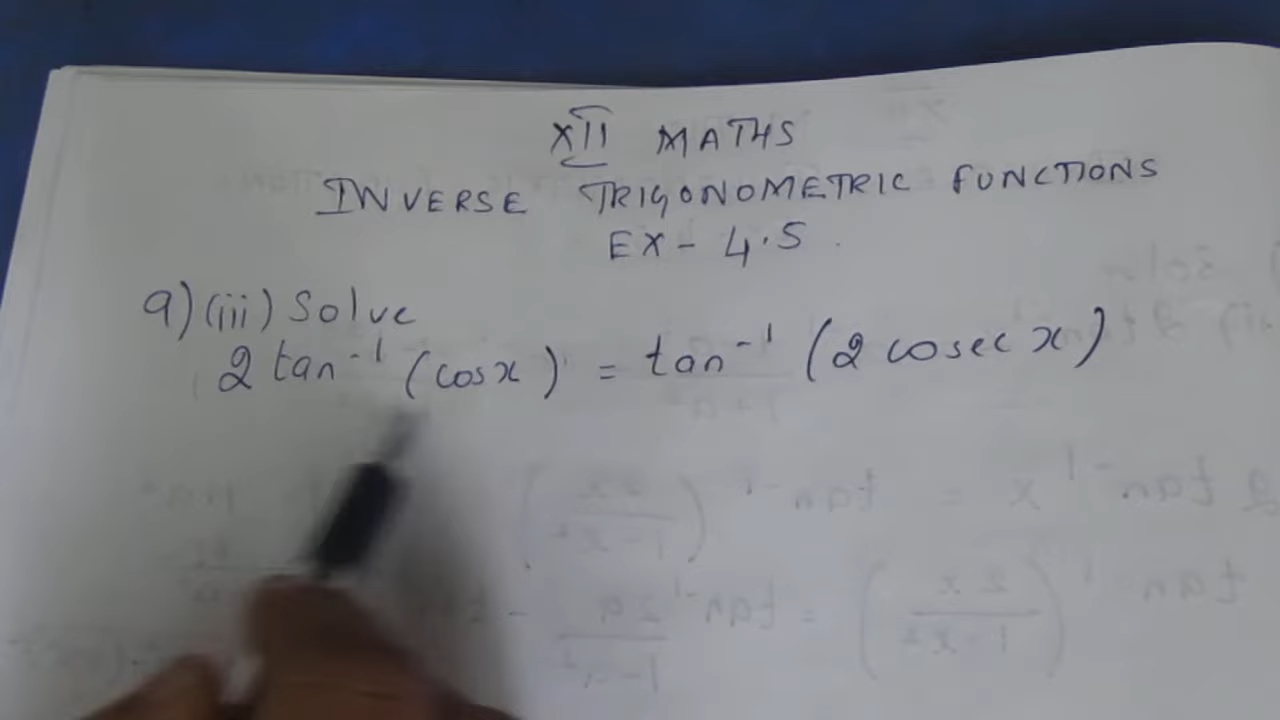 XII MATHS
INVERSE TRIGONOMETRIC FUNCTIONS
EX - 4.5
9) (iii) Solve
2 tan⁻¹ (cos x) = tan⁻¹ (2 cosec x)